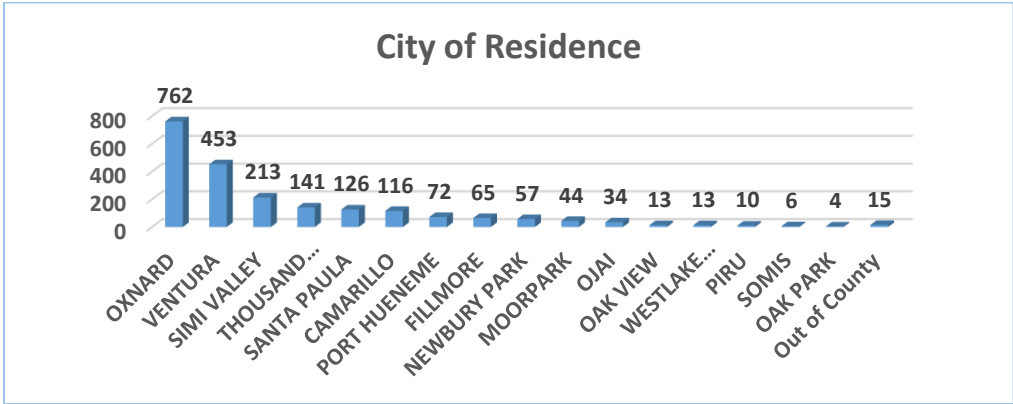 City of Residence
762
453
213
141
126
116
72
65
57
44
34
13
13
10
6
4
15
800
600
400
200
0
OXNARD
VENTURA
SIMI VALLEY
THOUSAND...
SANTA PAULA
CAMARILLO
PORT HUENEME
FILLMORE
NEWBURY PARK
MOORPARK
OJAI
OAK VIEW
WESTLAKE...
PIRU
SOMIS
OAK PARK
Out of County